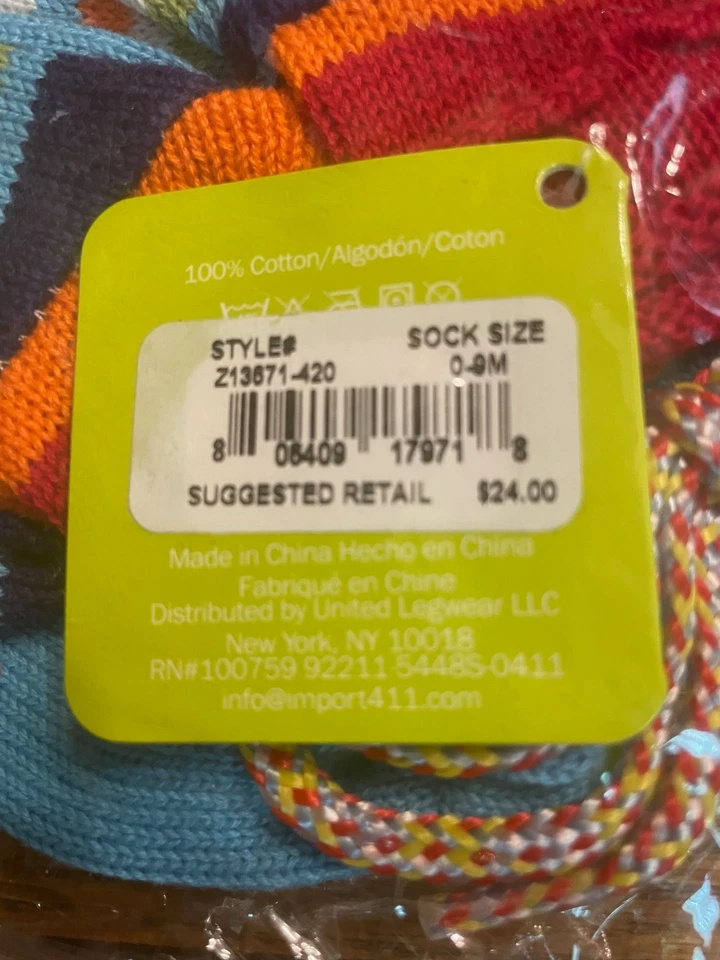 100% Cotton/Algodón/Coton
STYLE# SOCK SIZE
Z13671-420 0-9M
8 06409 17971 8
SUGGESTED RETAIL $24.00
Made in China Hecho en China
Fabriqué en Chine
Distributed by United Legwear LLC
New York, NY 10018
RN#100759 92211-5448S-0411
info@import411.com